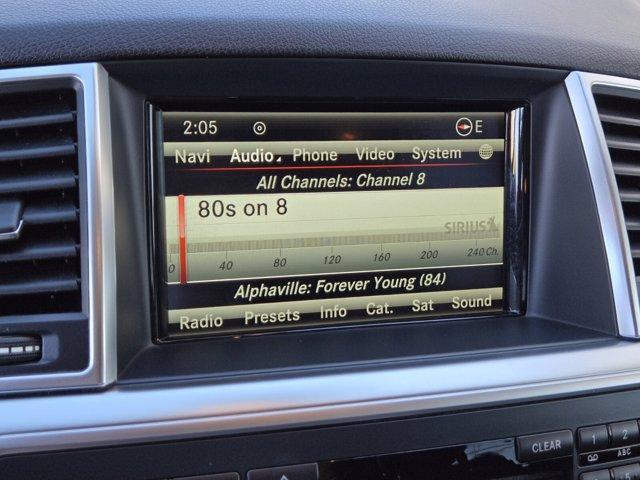 2:05 E
Navi Audio Phone Video System
All Channels: Channel 8
80s on 8
SIRIUS
0 40 80 120 160 200 240 Ch.
Alphaville: Forever Young (84)
Radio Presets Info Cat. Sat Sound
CLEAR 1 2
ABC
5